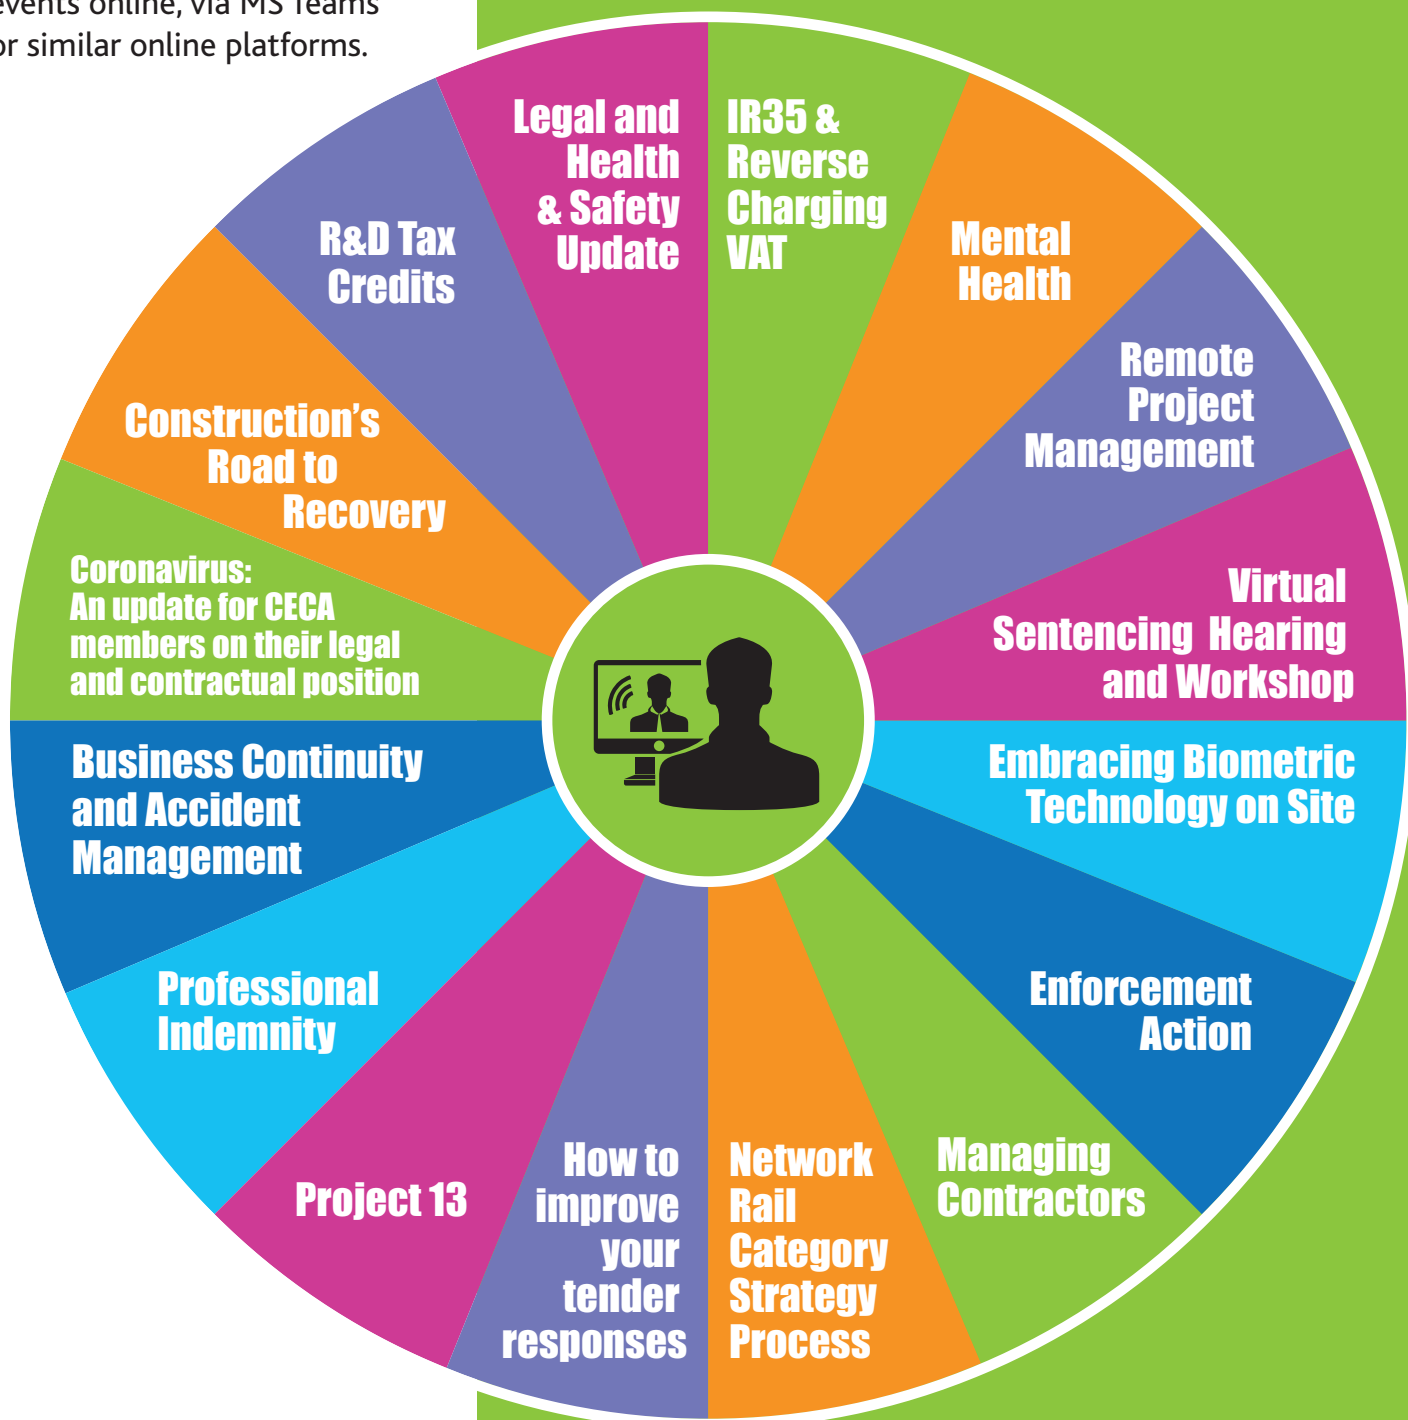 events online, via MS Teams
or similar online platforms.
Legal and
Health
& Safety
Update
IR35 &
Reverse
Charging
VAT
Mental
Health
Remote
Project
Management
Virtual
Sentencing Hearing
and Workshop
Embracing Biometric
Technology on Site
Enforcement
Action
Managing
Contractors
Network
Rail
Category
Strategy
Process
How to
improve
your
tender
responses
Project 13
Professional
Indemnity
Business Continuity
and Accident
Management
Coronavirus:
An update for CECA
members on their legal
and contractual position
Construction’s
Road to
Recovery
R&D Tax
Credits